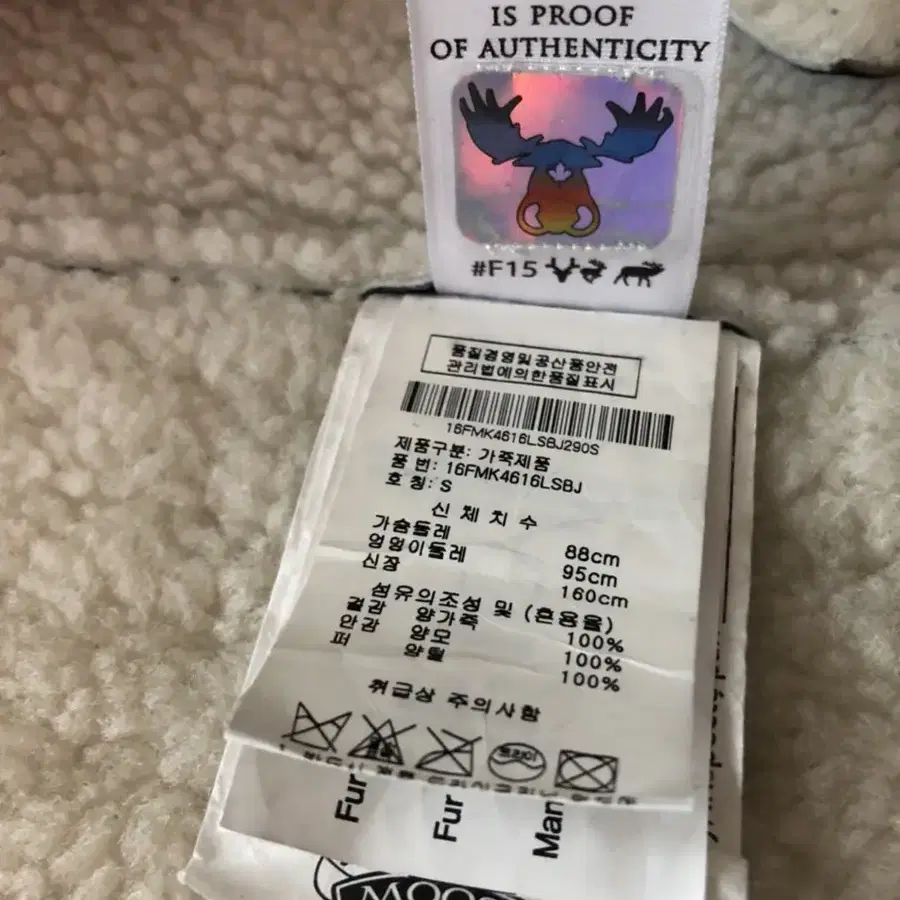 IS PROOF
OF AUTHENTICITY
#F15
품질경영및공산품안전
관리법에의한품질표시
16FMK4616LSBJ290S
제품구분: 가죽제품
품 번: 16FMK4616LSBJ
호 칭: S
신 체 치 수
가슴둘레 88cm
엉덩이둘레 95cm
신장 160cm
섬유의조성 및 (혼용율)
겉감 양가죽 100%
안감 양모 100%
퍼 양털 100%
취급상 주의사항
Fur
Fur
Man
MOOS